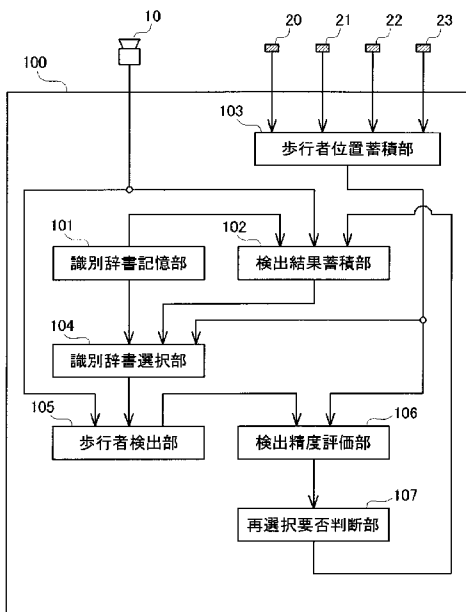 10
20
21
22
23
100
103
歩行者位置蓄積部
101
識別辞書記憶部
102
検出結果蓄積部
104
識別辞書選択部
105
歩行者検出部
106
検出精度評価部
107
再選択要否判断部